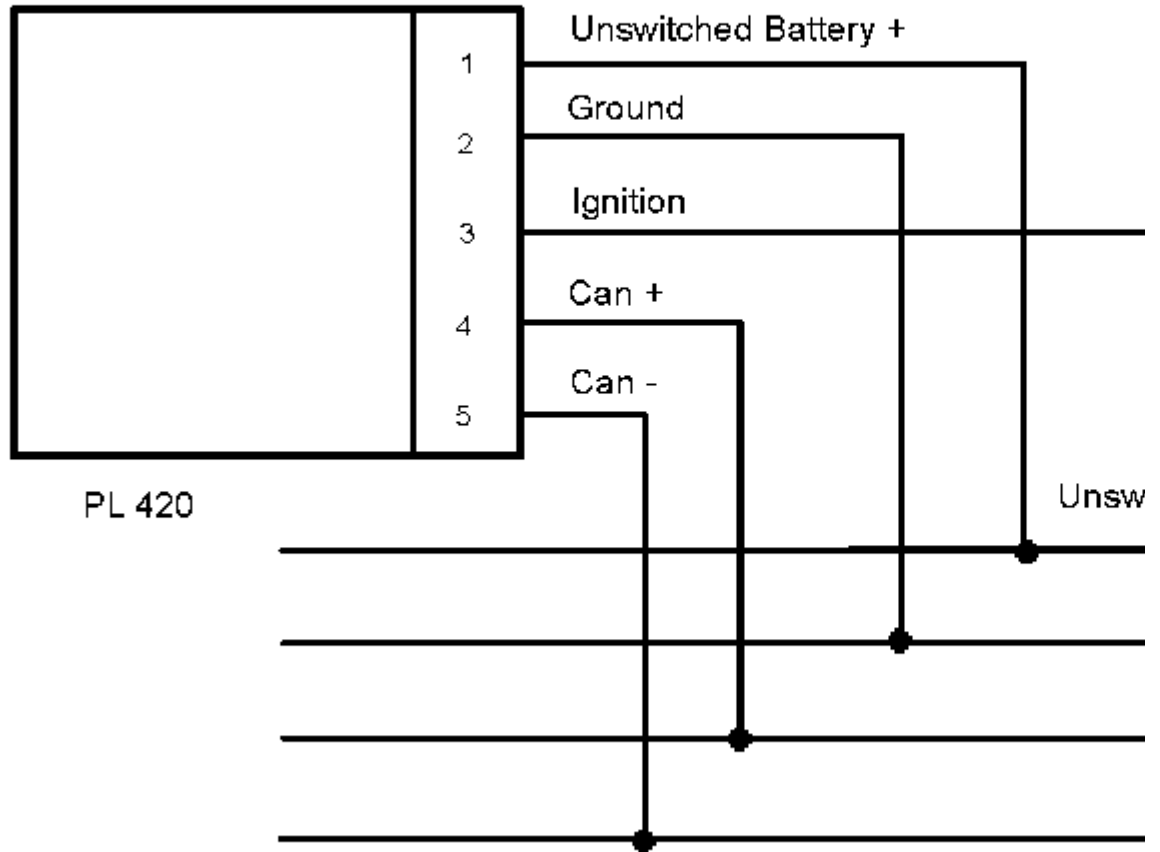 Unswitched Battery +
1
Ground
2
Ignition
3
Can +
4
Can -
5
PL 420
Unsw